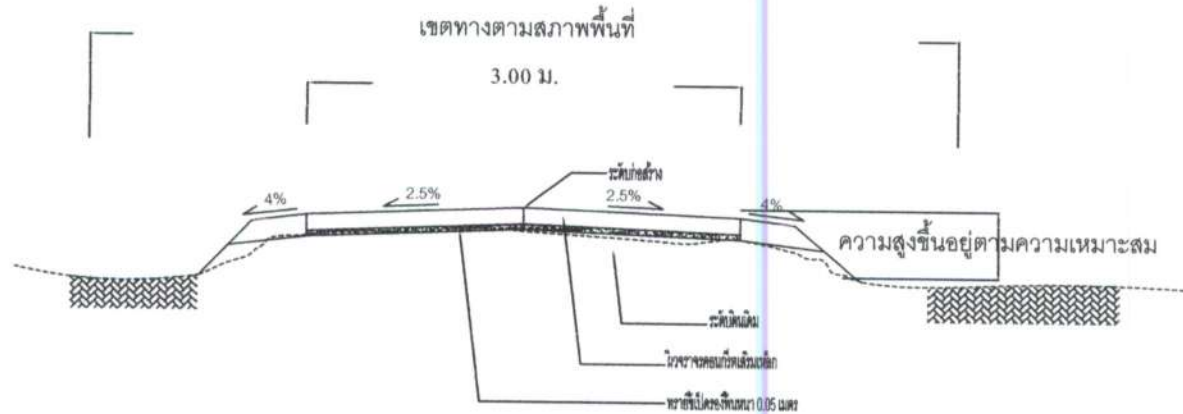 เขตทางตามสภาพพื้นที่
3.00 ม.
ระดับก่อสร้าง
4%
2.5%
2.5%
4%
ความสูงขึ้นอยู่ตามความเหมาะสม
ระดับดินเดิม
ผิวจราจรคอนกรีตเสริมเหล็ก
ทรายขี้เป็ดรองพื้นหนา 0.05 เมตร